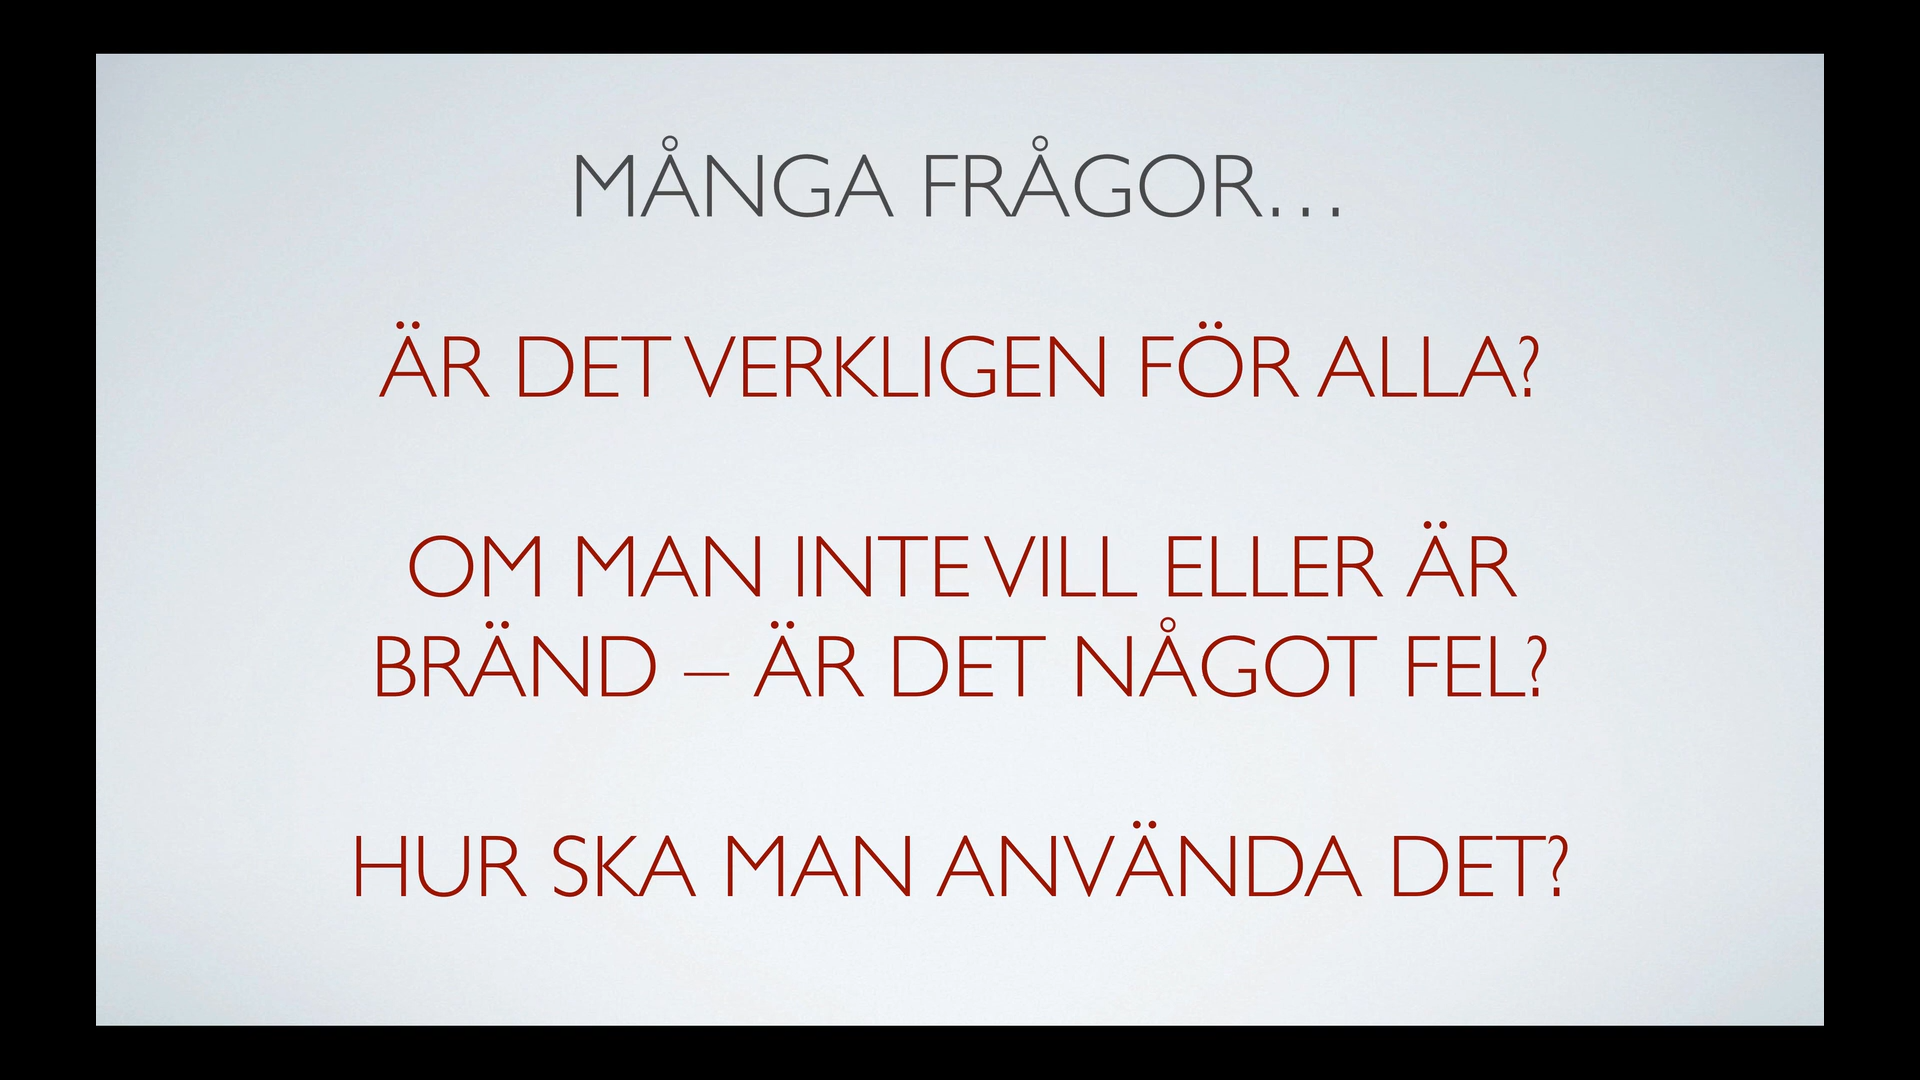 MÅNGA FRÅGOR…
ÄR DET VERKLIGEN FÖR ALLA?
OM MAN INTE VILL ELLER ÄR
BRÄND – ÄR DET NÅGOT FEL?
HUR SKA MAN ANVÄNDA DET?